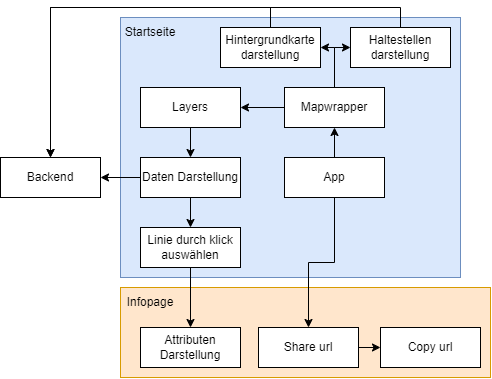 Startseite
Hintergrundkarte
darstellung
Haltestellen
darstellung
Layers
Mapwrapper
Backend
Daten Darstellung
App
Linie durch klick
auswählen
Infopage
Attributen
Darstellung
Share url
Copy url